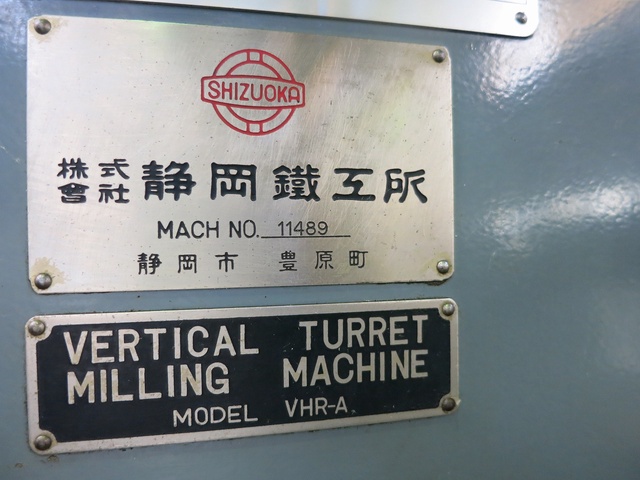 SHIZUOKA
株式會社 静岡鐵工所
MACH NO. 11489
静岡市 豊原町
VERTICAL TURRET
MILLING MACHINE
MODEL VHR-A